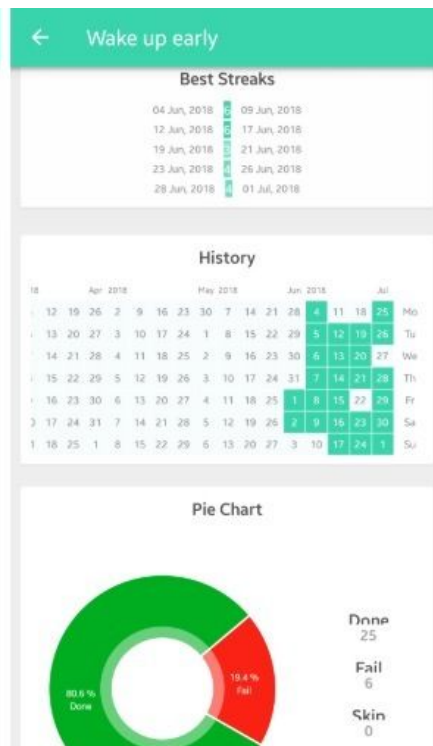 Wake up early
Best Streaks
04 Jun, 2018 6 09 Jun, 2018
12 Jun, 2018 6 17 Jun, 2018
19 Jun, 2018 3 21 Jun, 2018
23 Jun, 2018 4 26 Jun, 2018
28 Jun, 2018 4 01 Jul, 2018
History
18 Apr 2018 May 2018 Jun 2018 Jul
12 19 26 2 9 16 23 30 7 14 21 28 4 11 18 25 Mo
13 20 27 3 10 17 24 1 8 15 22 29 5 12 19 26 Tu
14 21 28 4 11 18 25 2 9 16 23 30 6 13 20 27 We
15 22 29 5 12 19 26 3 10 17 24 31 7 14 21 28 Th
16 23 30 6 13 20 27 4 11 18 25 1 8 15 22 29 Fr
17 24 31 7 14 21 28 5 12 19 26 2 9 16 23 30 Sa
1 18 25 1 8 15 22 29 6 13 20 27 3 10 17 24 1 Su
Pie Chart
Done
25
19.4 %
Fail
Fail
6
80.6 %
Done
Skip
0